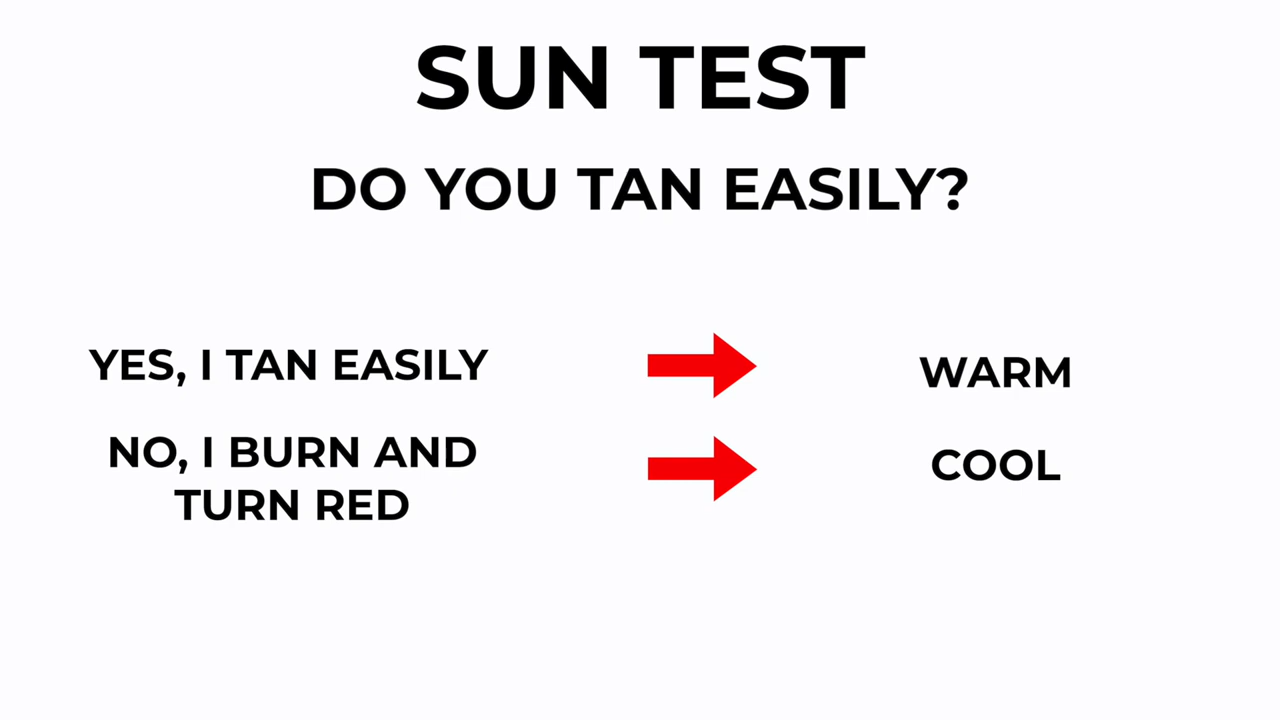 SUN TEST
DO YOU TAN EASILY?
YES, I TAN EASILY
WARM
NO, I BURN AND
TURN RED
COOL